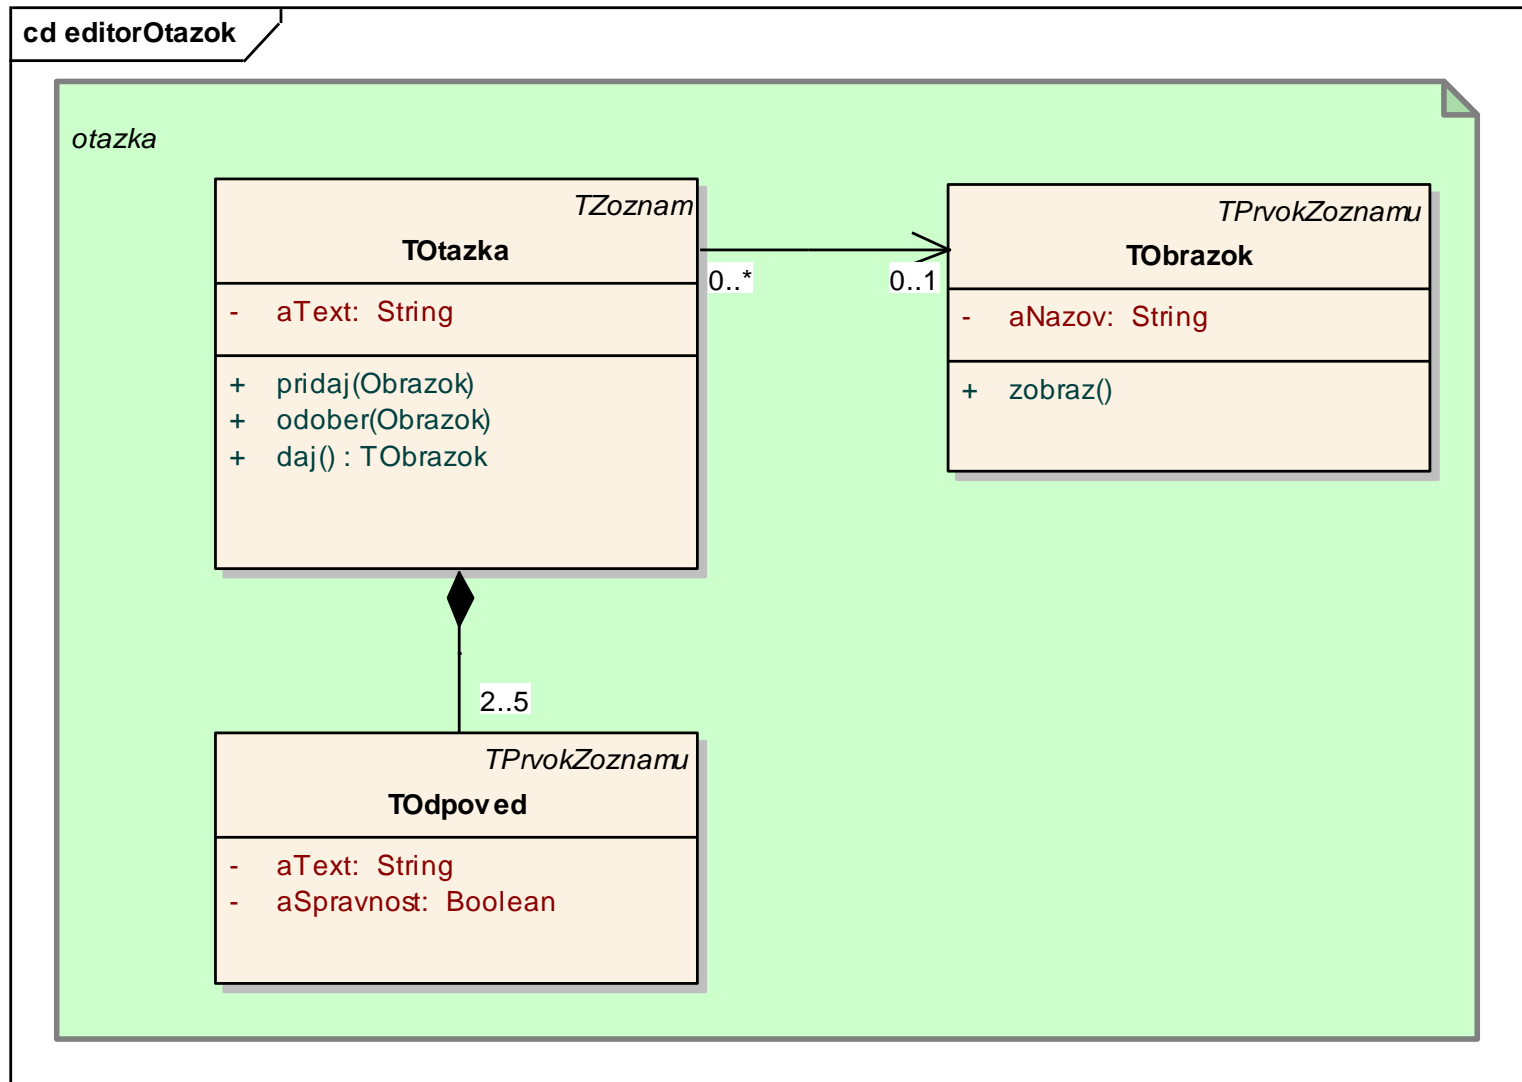 cd editorOtazok
otazka
TZoznam
TOtazka
- aText: String
+ pridaj(Obrazok)
+ odober(Obrazok)
+ daj() : TObrazok
0..*
0..1
TPrvokZoznamu
TObrazok
- aNazov: String
+ zobraz()
2..5
TPrvokZoznamu
TOdpoved
- aText: String
- aSpravnost: Boolean